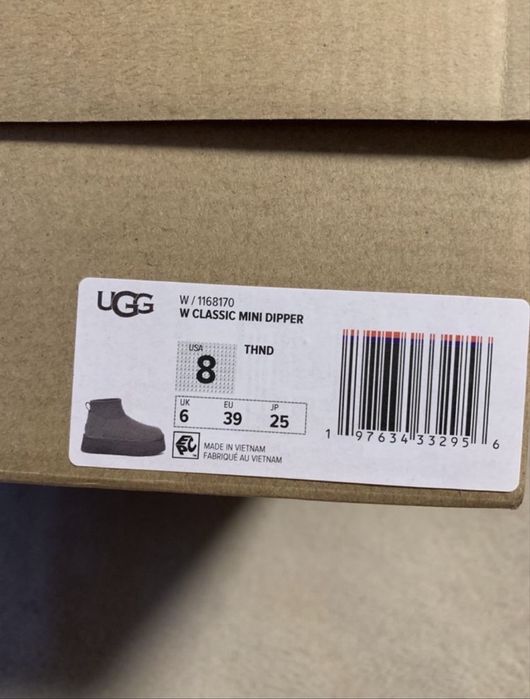 UGG
W / 1168170
W CLASSIC MINI DIPPER
USA
8
THND
UK EU JP
6 39 25
MADE IN VIETNAM
FABRIQUÉ AU VIETNAM
1 97634 33295 6